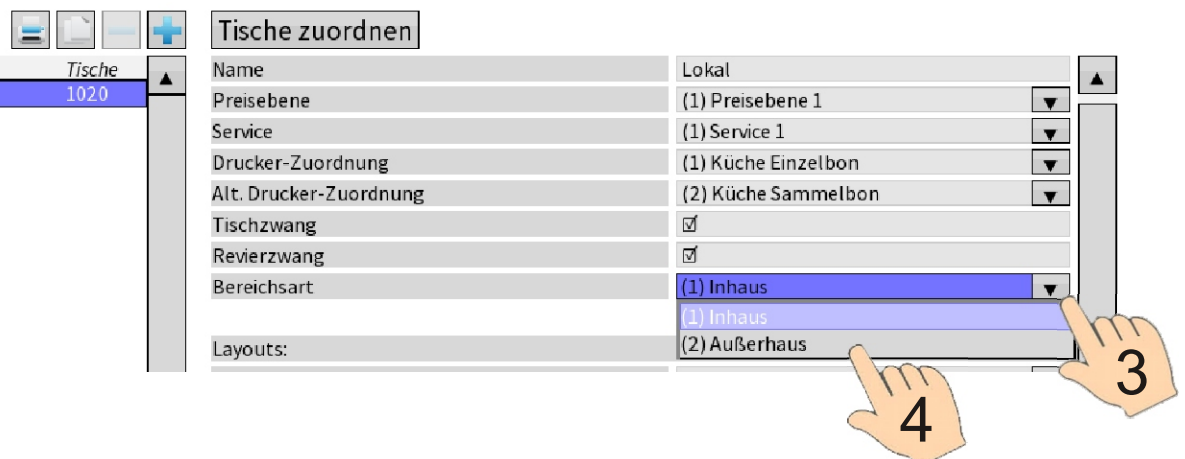 Tische zuordnen
Tische
1020
Name Lokal
Preisebene (1) Preisebene 1
Service (1) Service 1
Drucker-Zuordnung (1) Küche Einzelbon
Alt. Drucker-Zuordnung (2) Küche Sammelbon
Tischzwang
Revierzwang
Bereichsart (1) Inhaus
(1) Inhaus
(2) Außerhaus
Layouts:
3
4